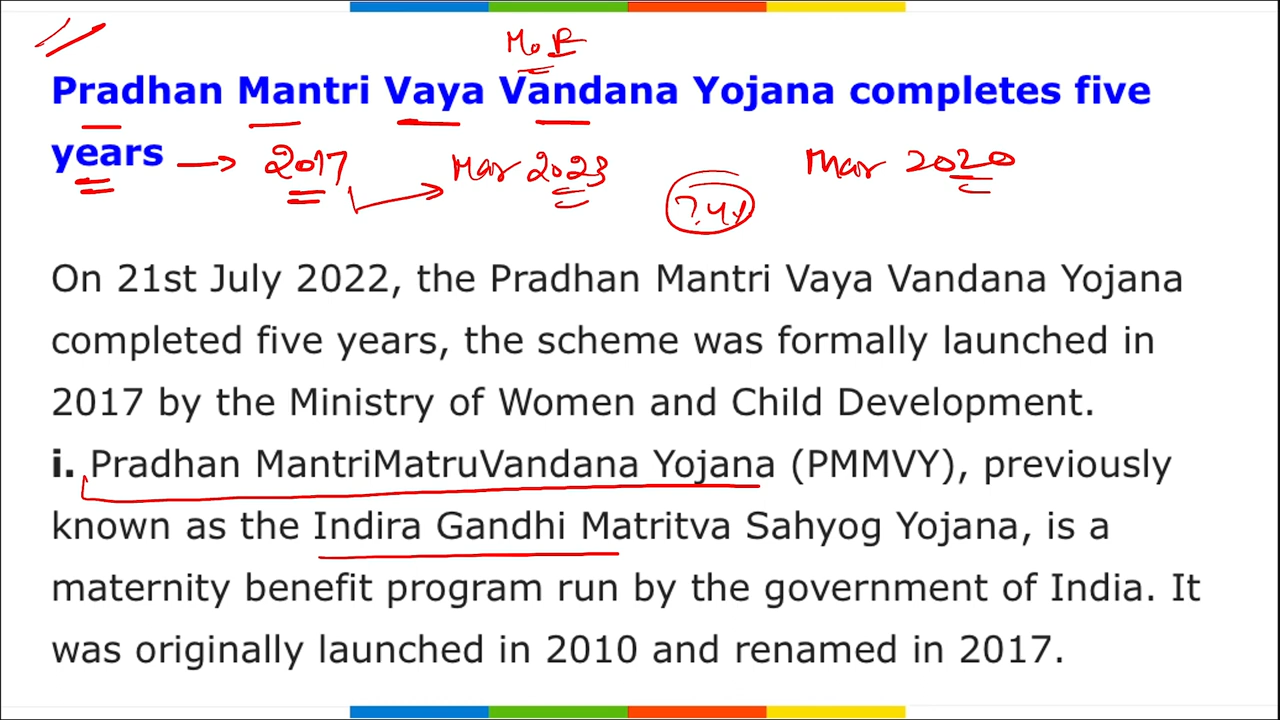 MoF
Pradhan Mantri Vaya Vandana Yojana completes five
years → 2017 Mar 2023 Mar 2020
7.4%
On 21st July 2022, the Pradhan Mantri Vaya Vandana Yojana
completed five years, the scheme was formally launched in
2017 by the Ministry of Women and Child Development.
i. Pradhan MantriMatruVandana Yojana (PMMVY), previously
known as the Indira Gandhi Matritva Sahyog Yojana, is a
maternity benefit program run by the government of India. It
was originally launched in 2010 and renamed in 2017.